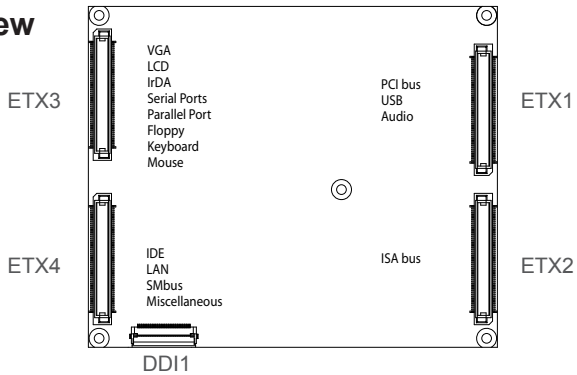 ew
ETX3
VGA
LCD
IrDA
Serial Ports
Parallel Port
Floppy
Keyboard
Mouse
PCI bus
USB
Audio
ETX1
ETX4
IDE
LAN
SMbus
Miscellaneous
ISA bus
ETX2
DDI1